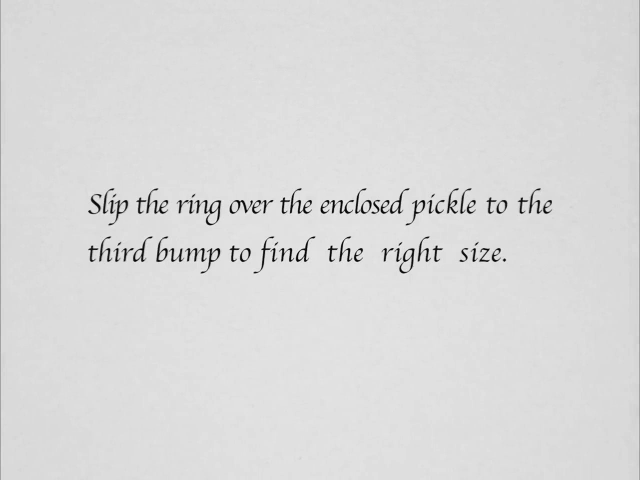 Slip the ring over the enclosed pickle to the
third bump to find the right size.